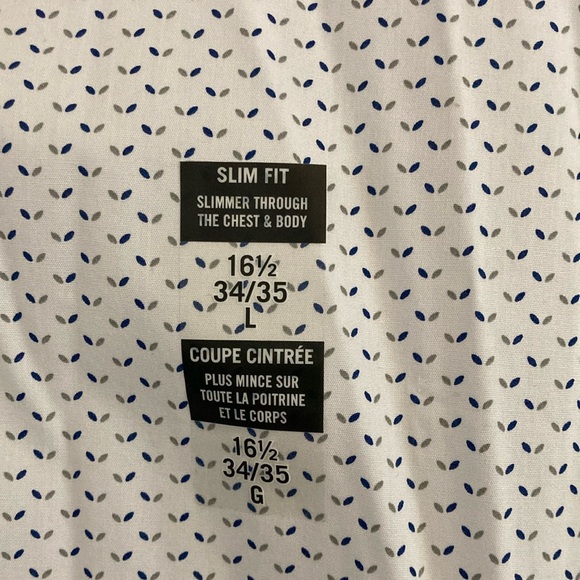 SLIM FIT
SLIMMER THROUGH
THE CHEST & BODY
16½
34/35
L
COUPE CINTRÉE
PLUS MINCE SUR
TOUTE LA POITRINE
ET LE CORPS
16½
34/35
G